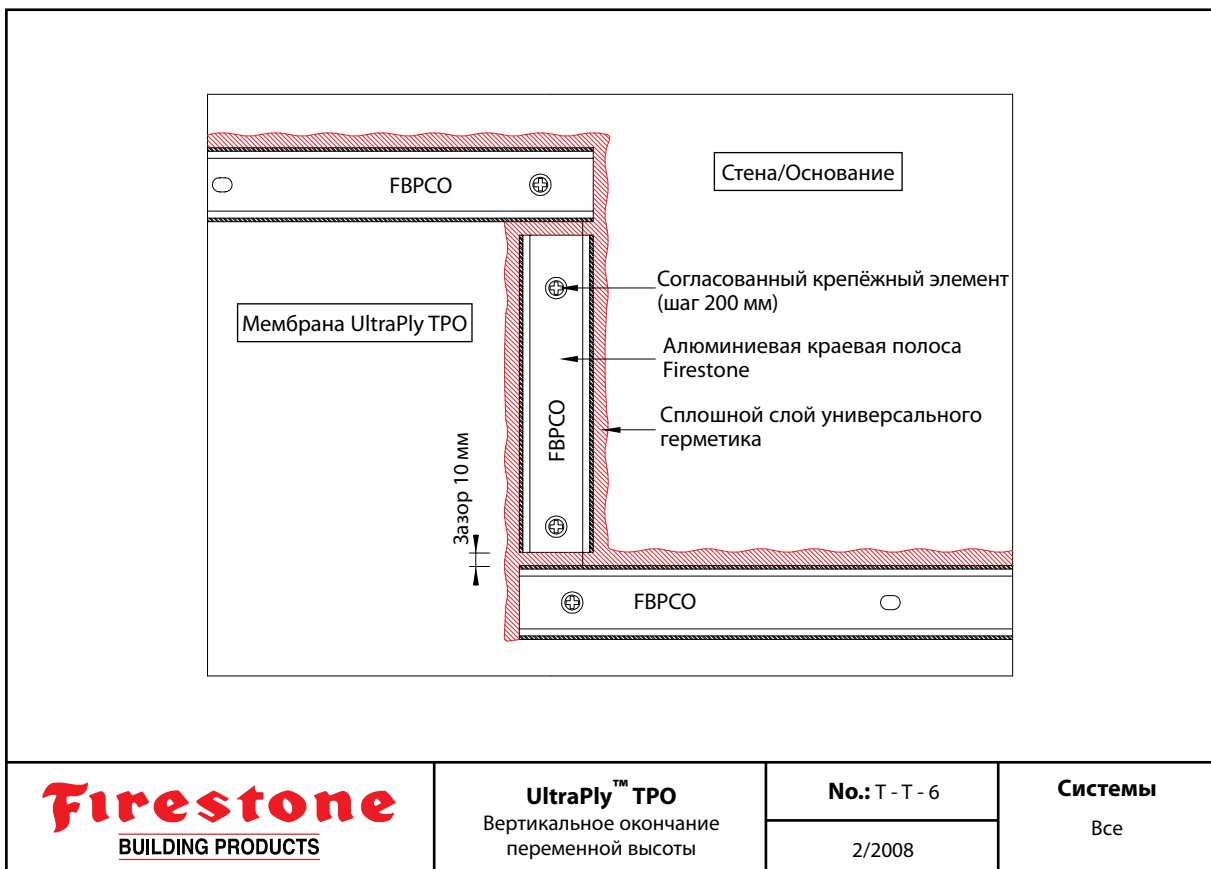 FBPCO
Стена/Основание
Согласованный крепёжный элемент
(шаг 200 мм)
Мембрана UltraPly TPO
Алюминиевая краевая полоса
Firestone
FBPCO
Сплошной слой универсального
герметика
Зазор 10 мм
FBPCO
Firestone
BUILDING PRODUCTS
UltraPly™ TPO
Вертикальное окончание
переменной высоты
No.: T - T - 6
2/2008
Системы
Все